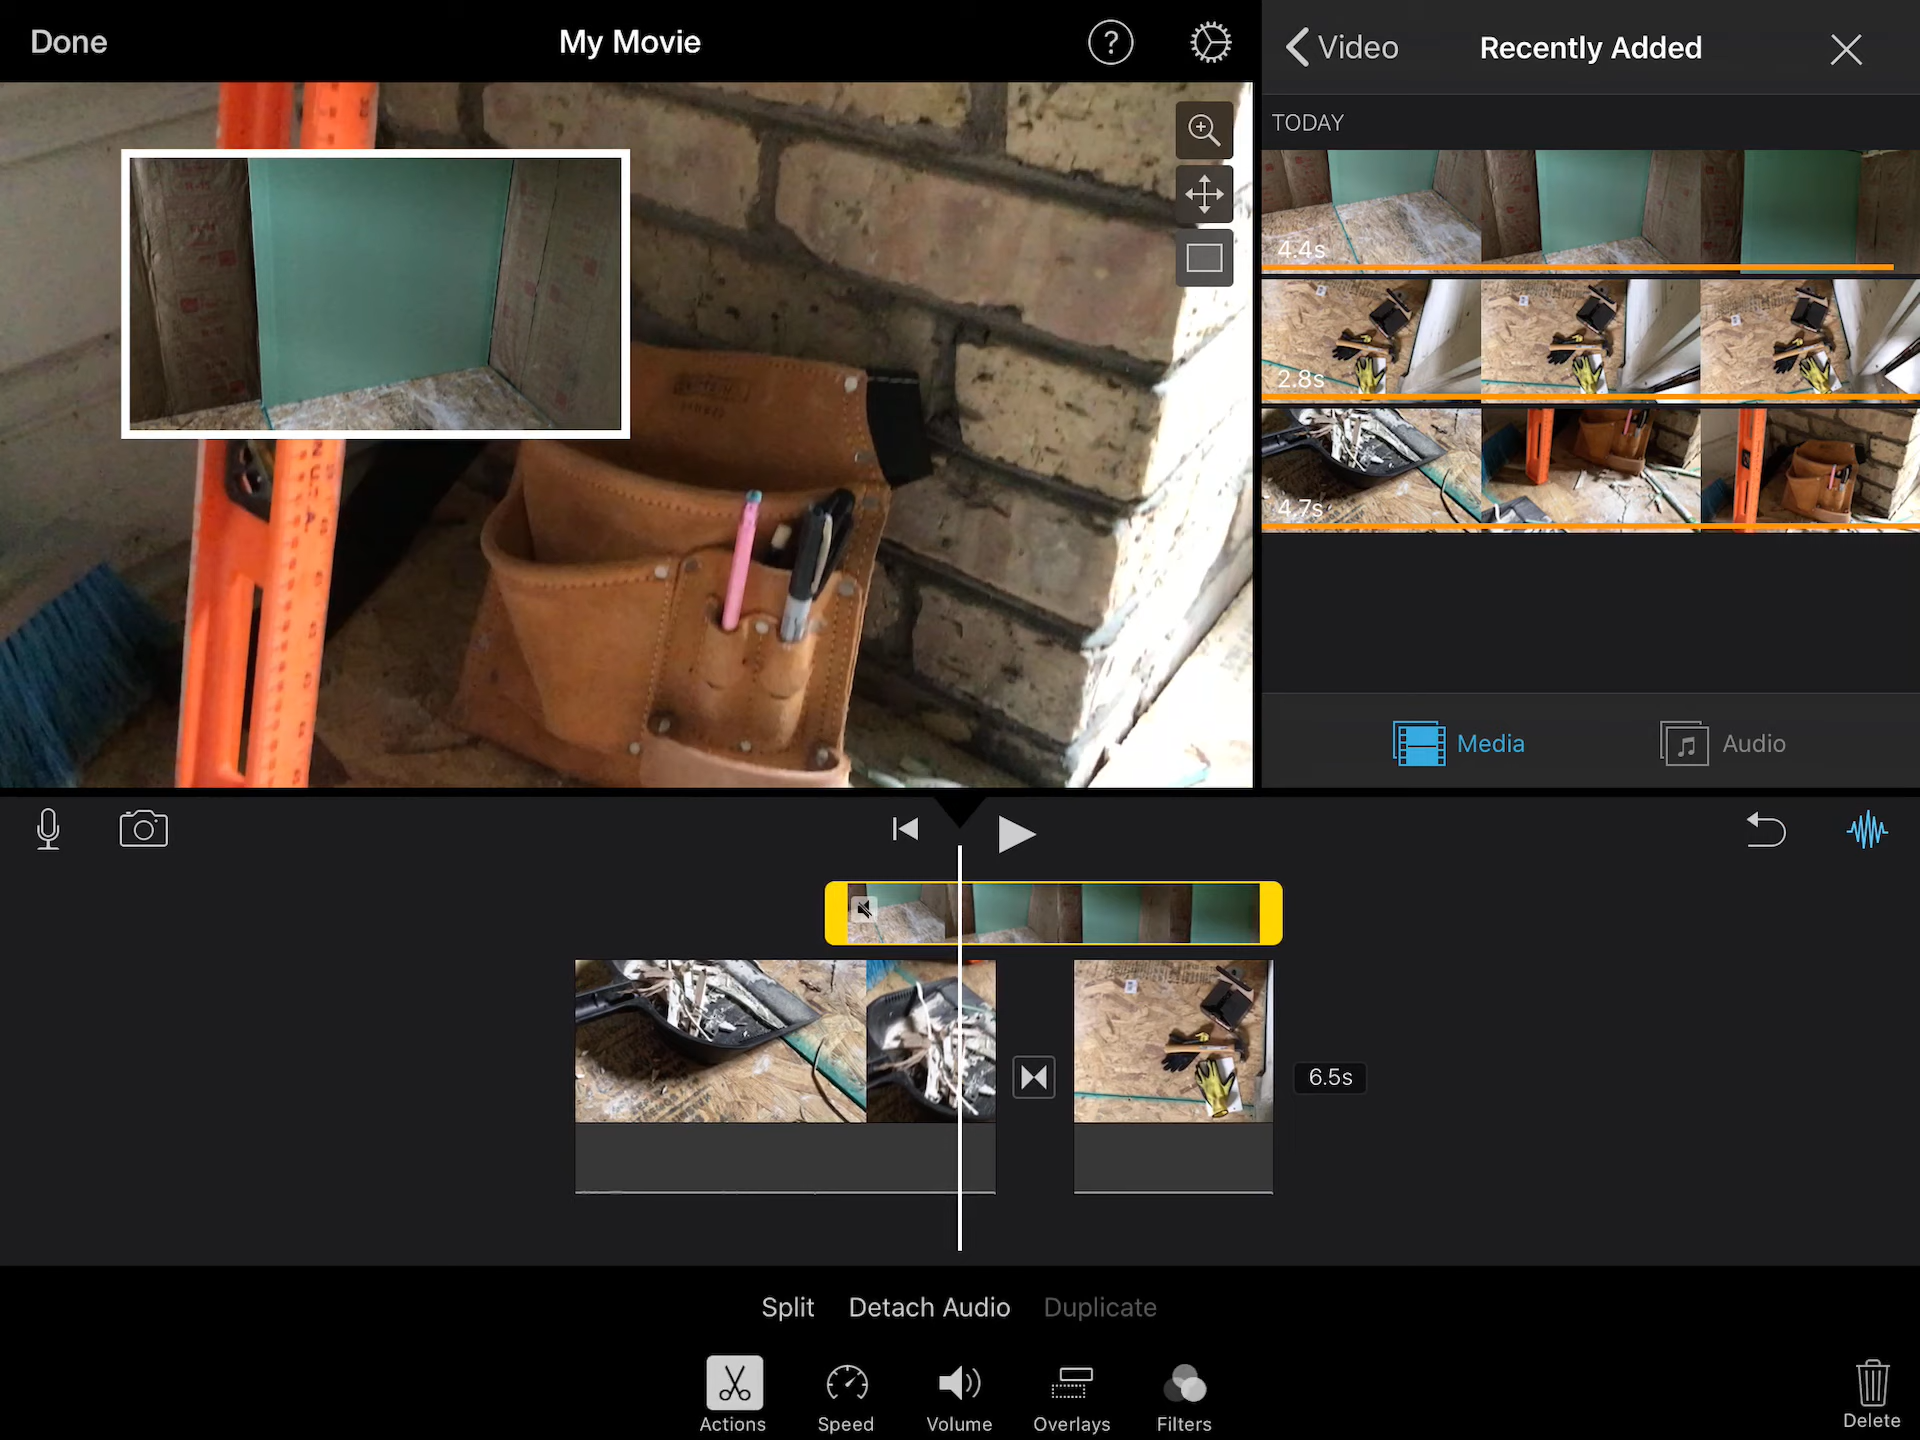 Done
My Movie
?
Video
Recently Added
TODAY
4.4s
2.8s
4.7s
Media
Audio
6.5s
Split
Detach Audio
Duplicate
Actions
Speed
Volume
Overlays
Filters
Delete